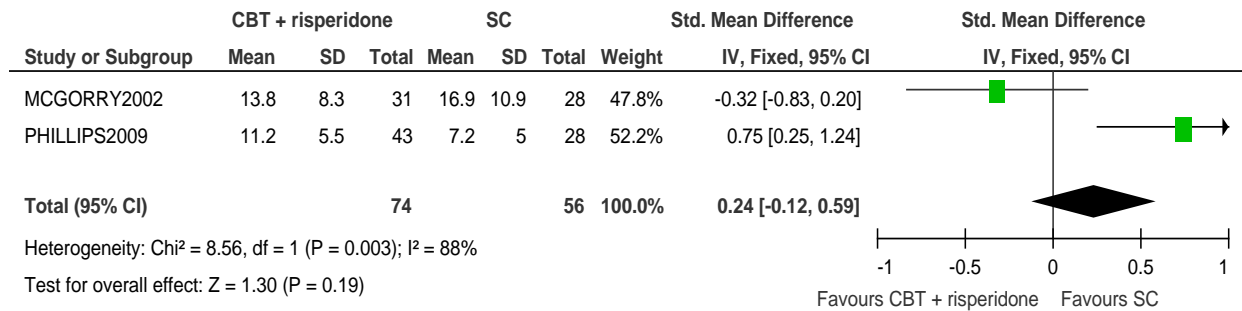 CBT + risperidone SC Std. Mean Difference Std. Mean Difference
Study or Subgroup Mean SD Total Mean SD Total Weight IV, Fixed, 95% CI IV, Fixed, 95% CI
MCGORRY2002 13.8 8.3 31 16.9 10.9 28 47.8% -0.32 [-0.83, 0.20]
PHILLIPS2009 11.2 5.5 43 7.2 5 28 52.2% 0.75 [0.25, 1.24]
Total (95% CI) 74 56 100.0% 0.24 [-0.12, 0.59]
Heterogeneity: Chi² = 8.56, df = 1 (P = 0.003); I² = 88%
Test for overall effect: Z = 1.30 (P = 0.19)
-1 -0.5 0 0.5 1
Favours CBT + risperidone Favours SC